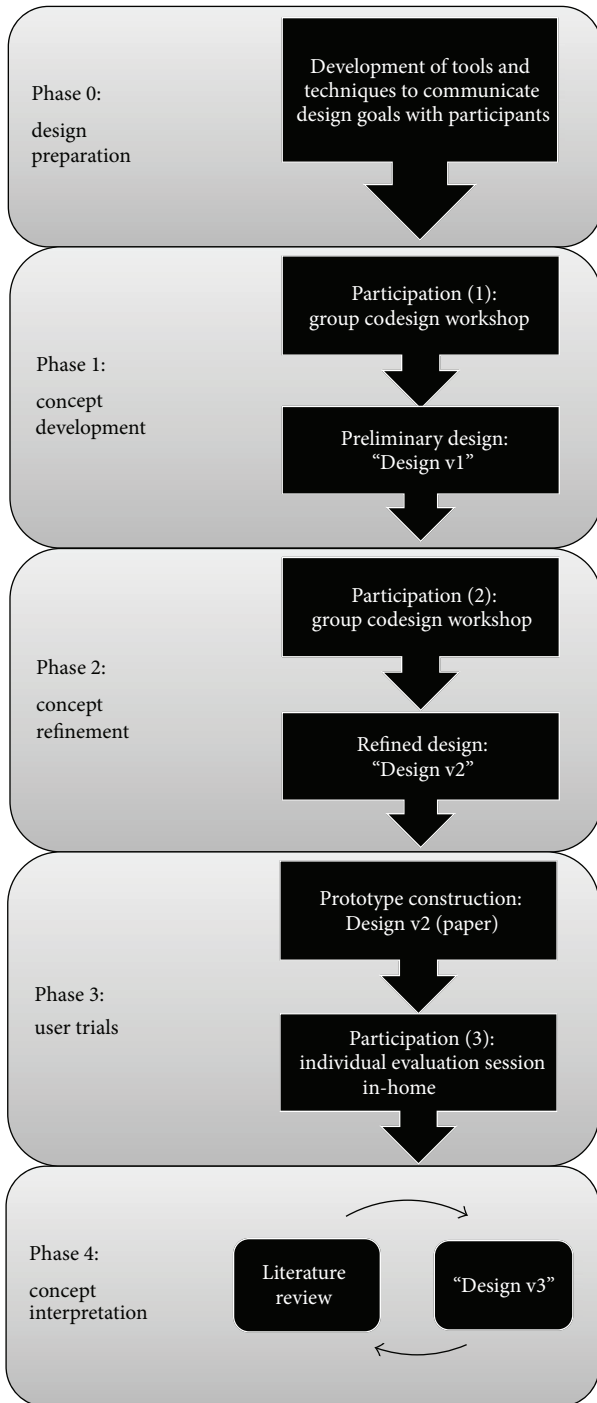 Phase 0:
design
preparation
Development of tools and
techniques to communicate
design goals with participants
Phase 1:
concept
development
Participation (1):
group codesign workshop
Preliminary design:
“Design v1”
Phase 2:
concept
refinement
Participation (2):
group codesign workshop
Refined design:
“Design v2”
Phase 3:
user trials
Prototype construction:
Design v2 (paper)
Participation (3):
individual evaluation session
in-home
Phase 4:
concept
interpretation
Literature
review
“Design v3”